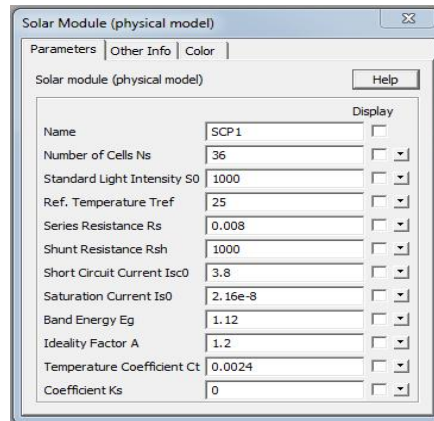 Solar Module (physical model)
Parameters Other Info Color
Solar module (physical model) Help
Display
Name SCP1
Number of Cells Ns 36
Standard Light Intensity S0 1000
Ref. Temperature Tref 25
Series Resistance Rs 0.008
Shunt Resistance Rsh 1000
Short Circuit Current Isc0 3.8
Saturation Current Is0 2.16e-8
Band Energy Eg 1.12
Ideality Factor A 1.2
Temperature Coefficient Ct 0.0024
Coefficient Ks 0